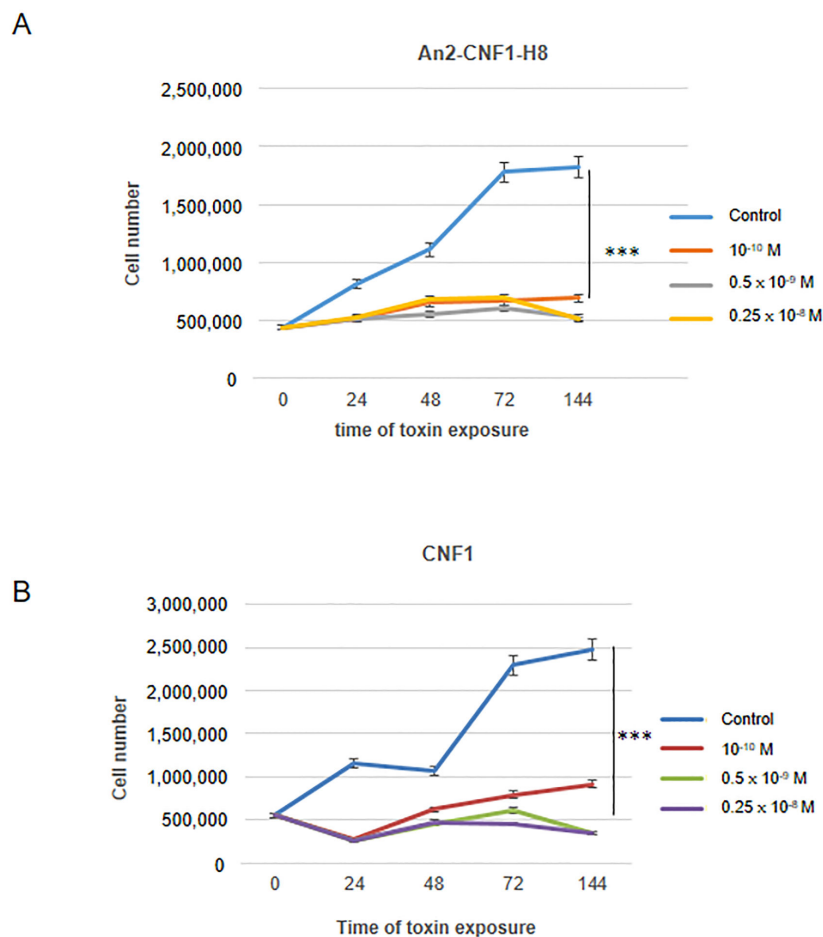 A
An2-CNF1-H8
2,500,000
2,000,000
1,500,000
1,000,000
500,000
0
Cell number
0 24 48 72 144
time of toxin exposure
***
Control
10⁻¹⁰ M
0.5 x 10⁻⁹ M
0.25 x 10⁻⁸ M
B
CNF1
3,000,000
2,500,000
2,000,000
1,500,000
1,000,000
500,000
0
Cell number
0 24 48 72 144
Time of toxin exposure
***
Control
10⁻¹⁰ M
0.5 x 10⁻⁹ M
0.25 x 10⁻⁸ M